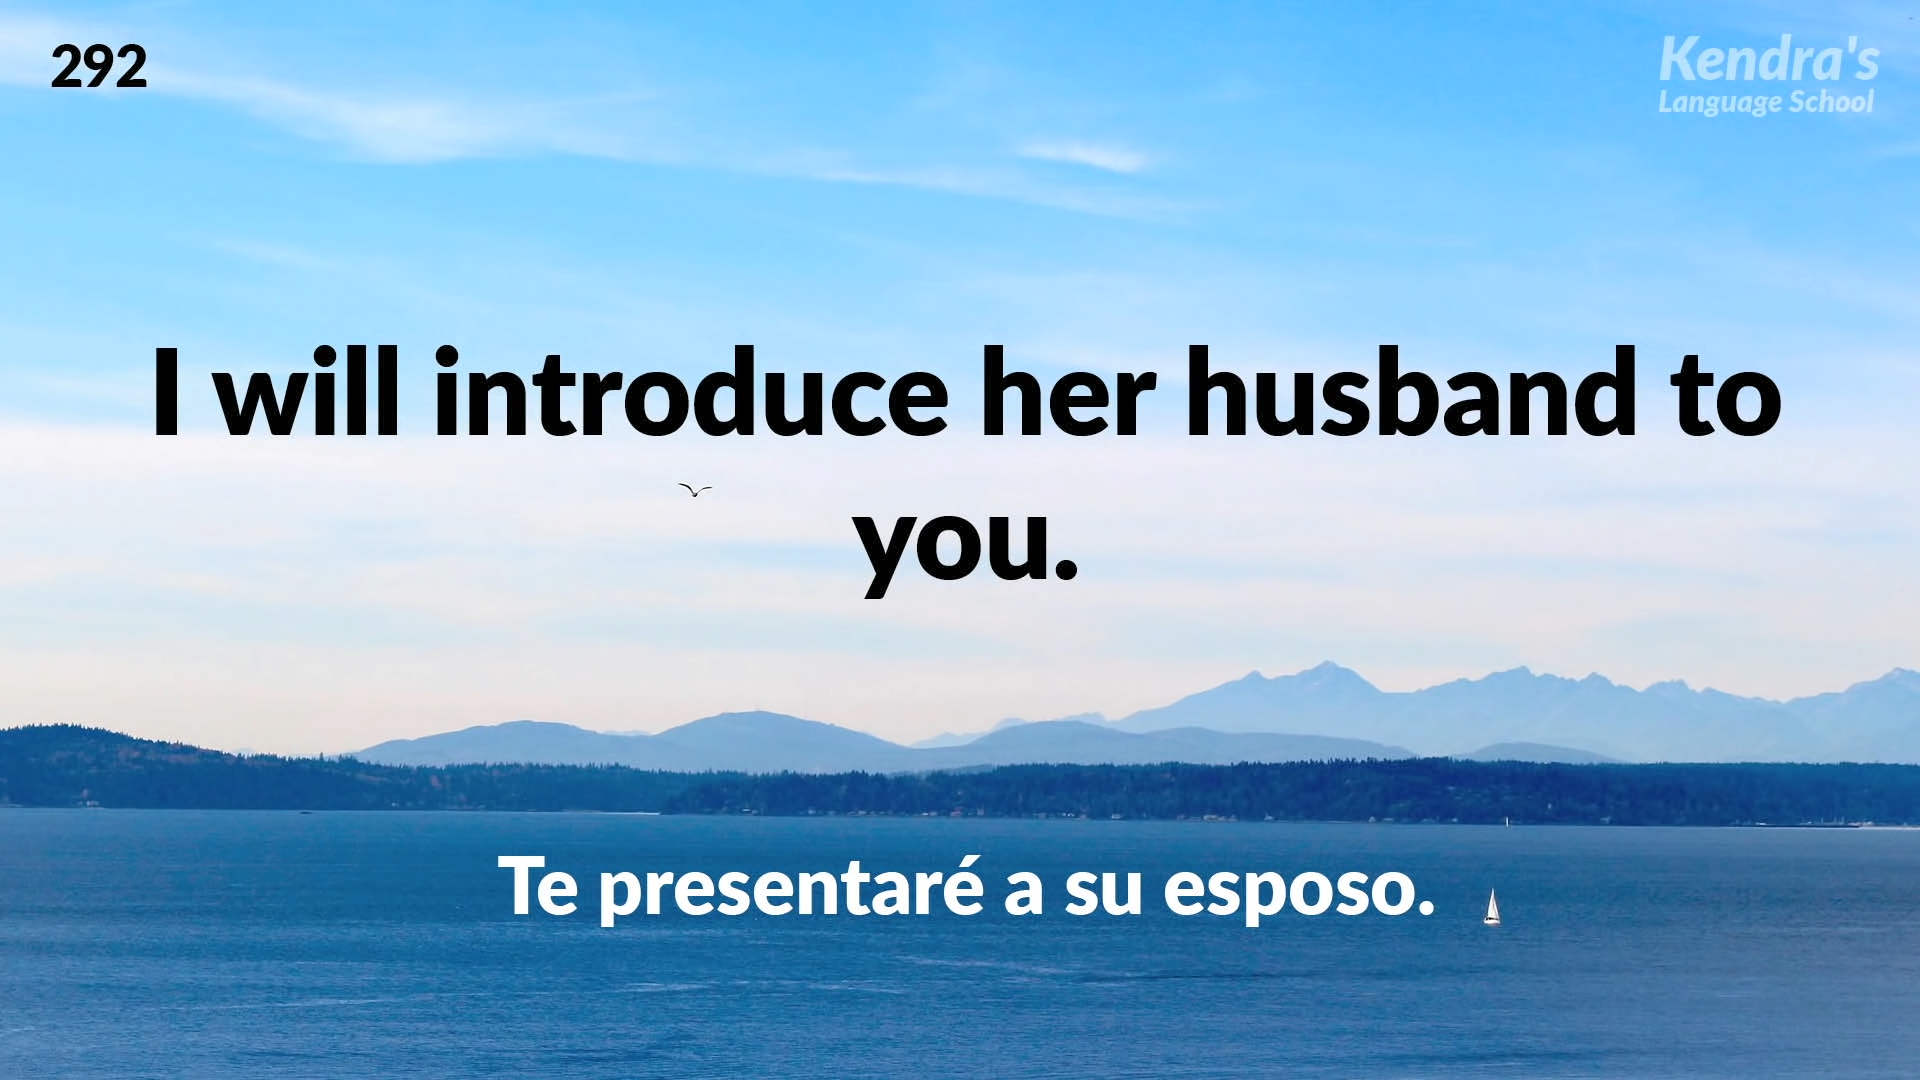 292
Kendra's
Language School
I will introduce her husband to
you.
Te presentaré a su esposo.